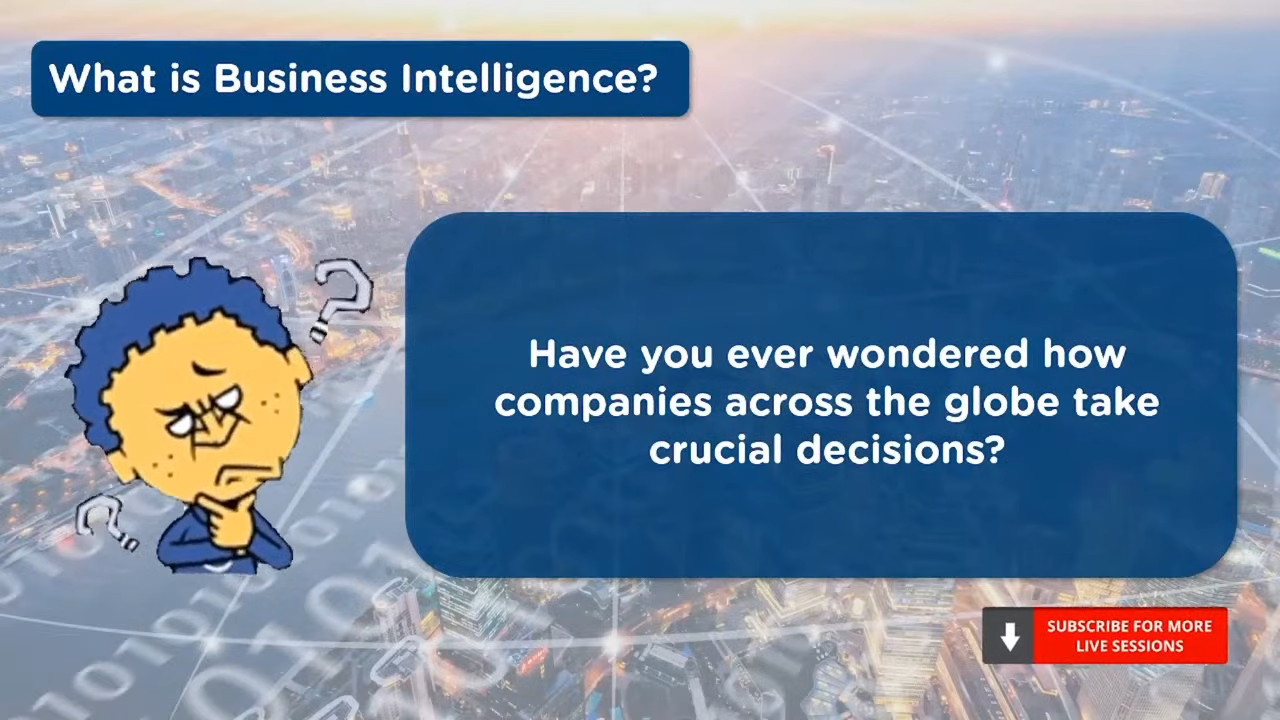 What is Business Intelligence?
Have you ever wondered how
companies across the globe take
crucial decisions?
SUBSCRIBE FOR MORE
LIVE SESSIONS